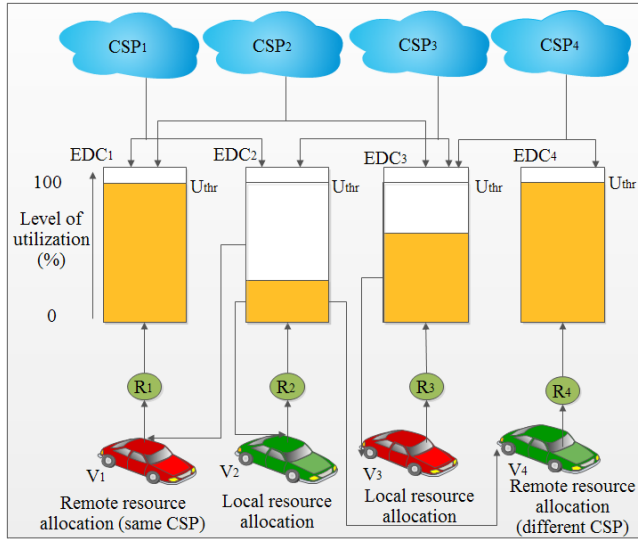 CSP1
CSP2
CSP3
CSP4
EDC1
EDC2
EDC3
EDC4
Uthr
Uthr
Uthr
Uthr
100
Level of
utilization
(%)
0
R1
R2
R3
R4
V1
V2
V3
V4
Remote resource
allocation (same CSP)
Local resource
allocation
Local resource
allocation
Remote resource
allocation
(different CSP)